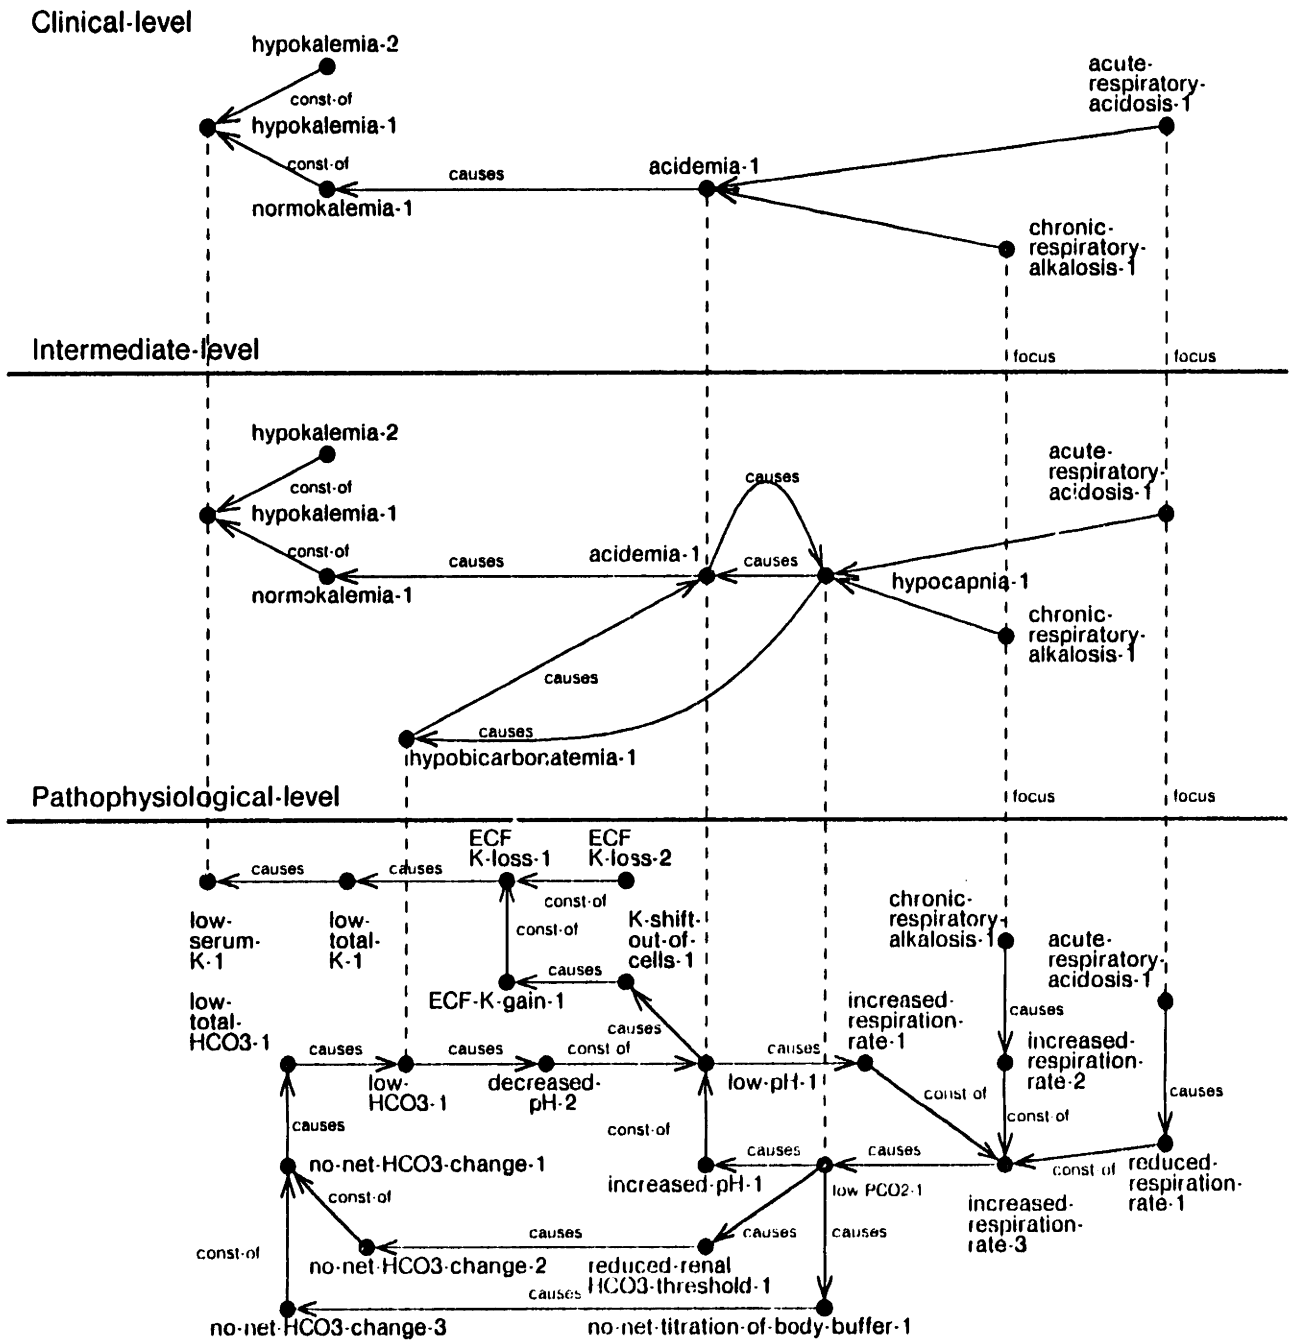 Clinical-level
hypokalemia-2
const-of
hypokalemia-1
const-of
normokalemia-1
causes
acidemia-1
acute-
respiratory-
acidosis-1
chronic-
respiratory-
alkalosis-1
Intermediate-level
focus
focus
hypokalemia-2
const-of
hypokalemia-1
const-of
normokalemia-1
causes
acidemia-1
causes
causes
hypocapnia-1
acute-
respiratory-
acidosis-1
chronic-
respiratory-
alkalosis-1
causes
causes
hypobicarbonatemia-1
Pathophysiological-level
focus
focus
ECF
K-loss-1
ECF
K-loss-2
causes
causes
const-of
low-
serum-
K-1
low-
total-
K-1
const-of
K-shift-
out-of-
cells-1
causes
ECF-K-gain-1
chronic-
respiratory-
alkalosis-1
acute-
respiratory-
acidosis-1
low-
total-
HCO3-1
causes
causes
const-of
causes
causes
increased-
respiration-
rate-1
causes
increased-
respiration-
rate-2
low-
HCO3-1
decreased-
pH-2
low-pH-1
const-of
const-of
causes
causes
const-of
no-net-HCO3-change-1
increased-pH-1
causes
low PCO2-1
causes
const-of
reduced-
respiration-
rate-1
increased-
respiration-
rate-3
const-of
causes
causes
causes
const-of
no-net-HCO3-change-2
reduced-renal
HCO3-threshold-1
causes
no-net-HCO3-change-3
no-net-titration-of-body-buffer-1